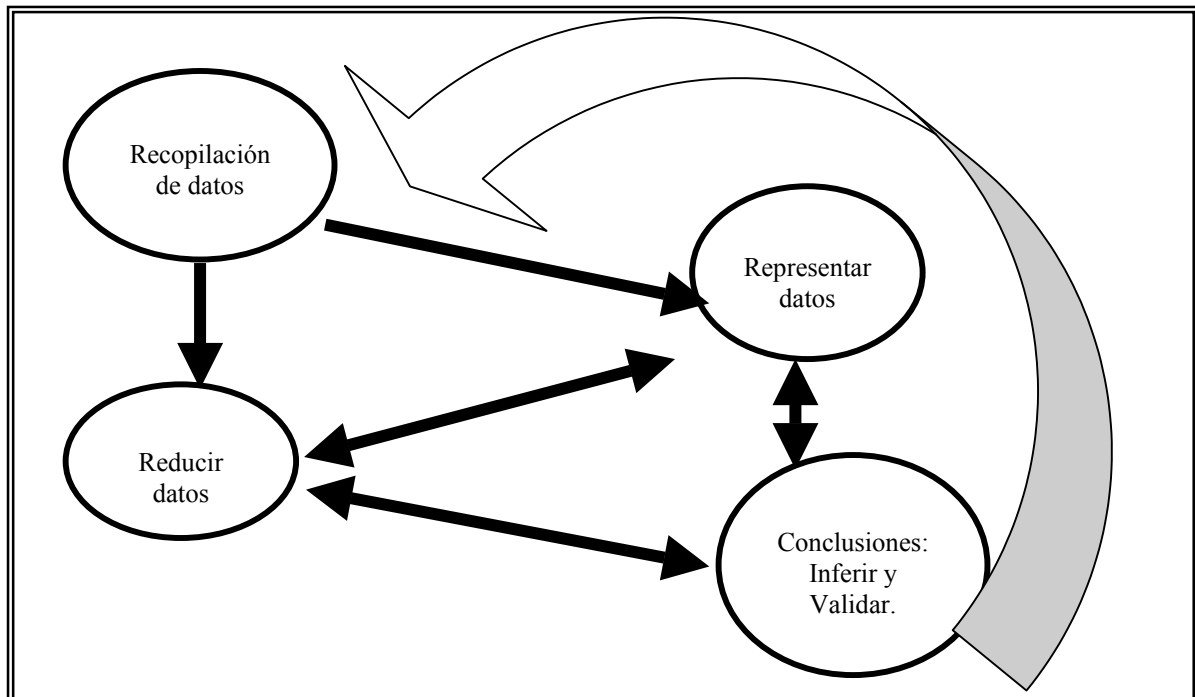 Recopilación
de datos
Representar
datos
Reducir
datos
Conclusiones:
Inferir y
Validar.